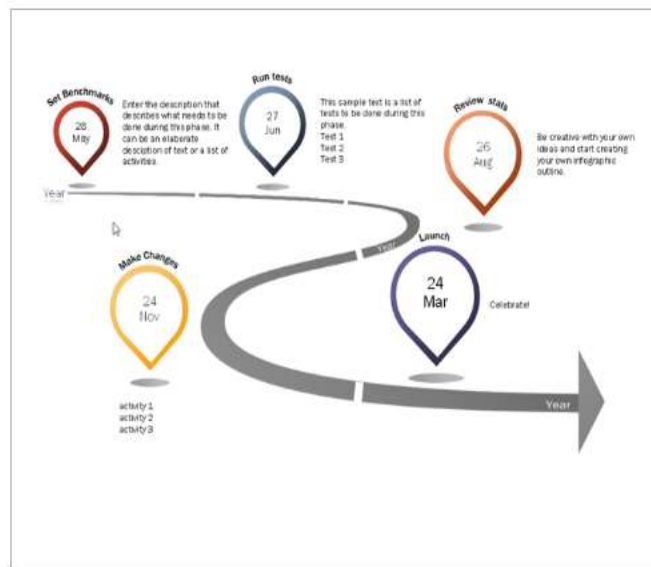 Set Benchmarks
28
May
Enter the description that
describes what needs to be
done during this phase. It
can be an elaborate
desciption of text or a list of
activities.
Run tests
27
Jun
This sample text is a list of
tests to be done during this
phase.
Test 1
Test 2
Test 3
Review stats
26
Aug
Be creative with your own
ideas and start creating
your own infographic
outline.
Year
Year
Make Changes
24
Nov
activity 1
activity 2
activity 3
Launch
24
Mar
Celebrate!
Year